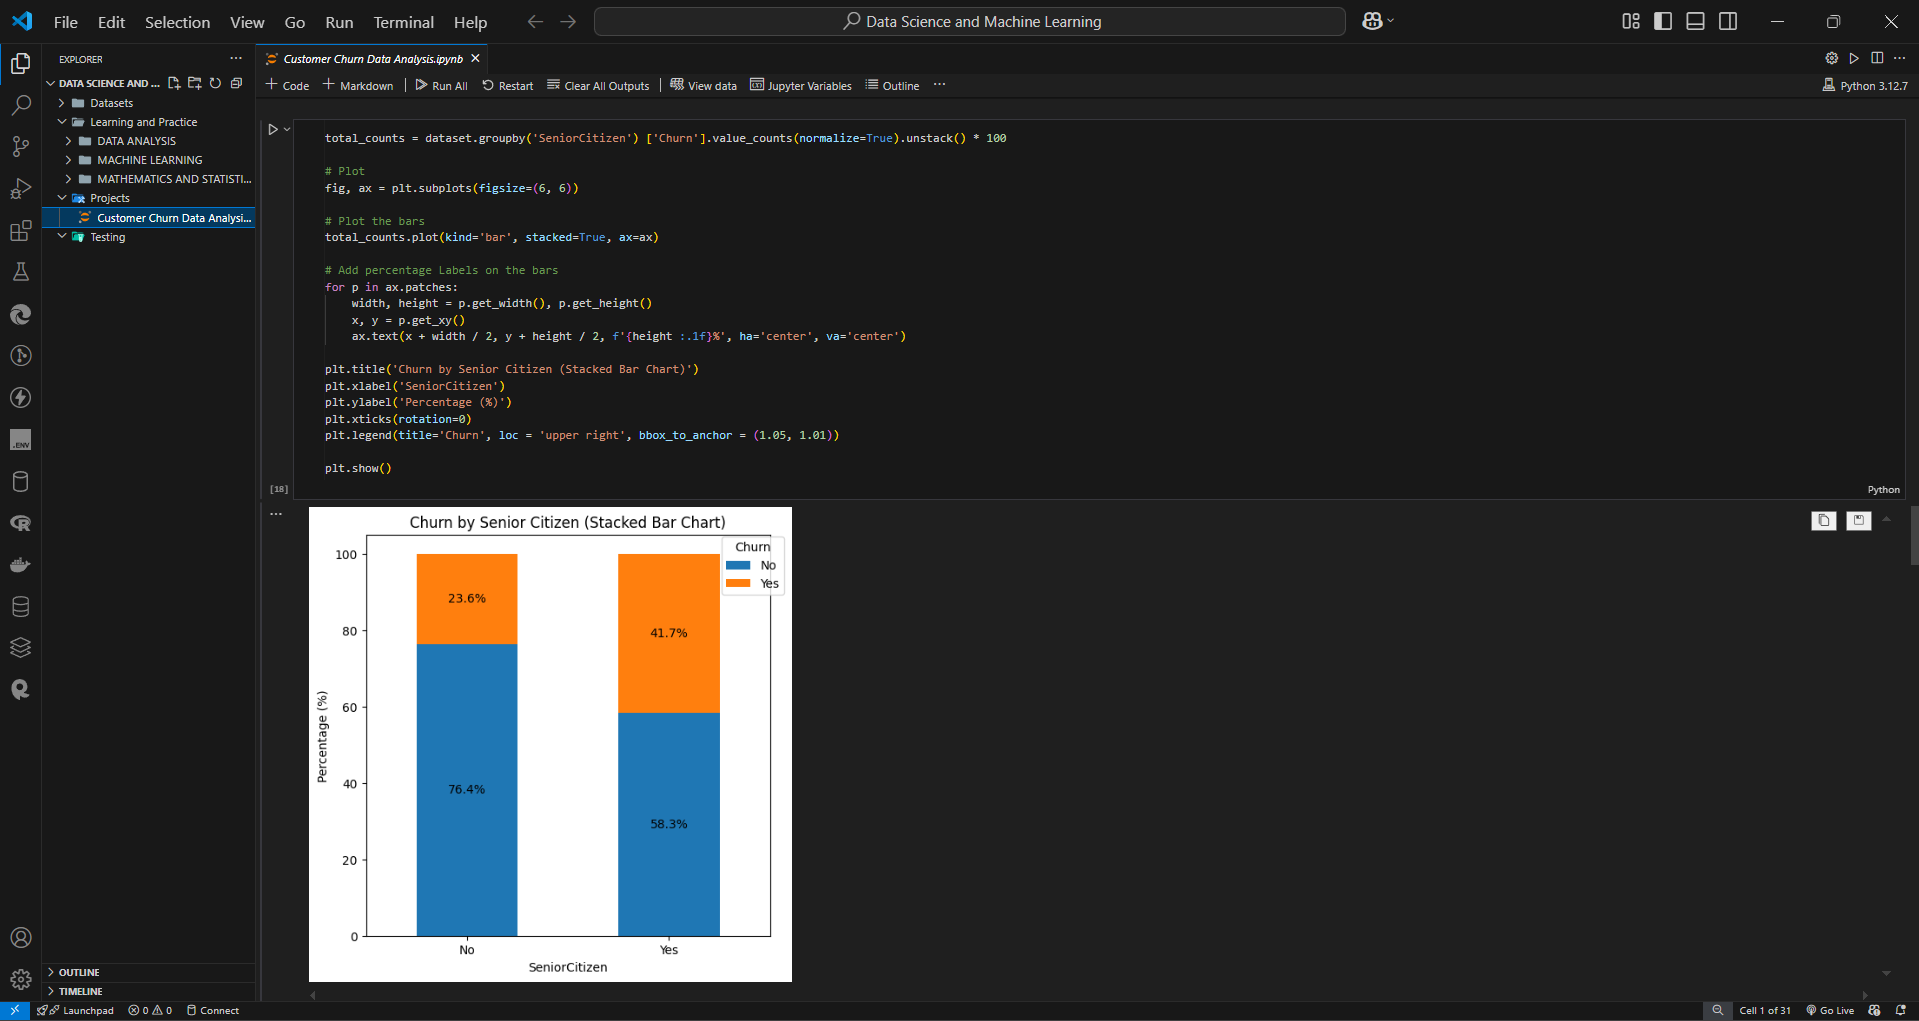 File Edit Selection View Go Run Terminal Help
Data Science and Machine Learning
EXPLORER
DATA SCIENCE AND ...
Datasets
Learning and Practice
DATA ANALYSIS
MACHINE LEARNING
MATHEMATICS AND STATISTI...
Projects
Customer Churn Data Analysi...
Testing
OUTLINE
TIMELINE
.ENV
Customer Churn Data Analysis.ipynb
Code Markdown Run All Restart Clear All Outputs View data Jupyter Variables Outline ...
Python 3.12.7
total_counts = dataset.groupby('SeniorCitizen') ['Churn'].value_counts(normalize=True).unstack() * 100
# Plot
fig, ax = plt.subplots(figsize=(6, 6))
# Plot the bars
total_counts.plot(kind='bar', stacked=True, ax=ax)
# Add percentage Labels on the bars
for p in ax.patches:
    width, height = p.get_width(), p.get_height()
    x, y = p.get_xy()
    ax.text(x + width / 2, y + height / 2, f'{height :.1f}%', ha='center', va='center')
plt.title('Churn by Senior Citizen (Stacked Bar Chart)')
plt.xlabel('SeniorCitizen')
plt.ylabel('Percentage (%)')
plt.xticks(rotation=0)
plt.legend(title='Churn', loc = 'upper right', bbox_to_anchor = (1.05, 1.01))
plt.show()
[18]
Python
Churn by Senior Citizen (Stacked Bar Chart)
Churn
No
Yes
100
80
60
40
20
0
Percentage (%)
23.6%
41.7%
76.4%
58.3%
No Yes
SeniorCitizen
Launchpad 0 0 Connect
Cell 1 of 31 Go Live